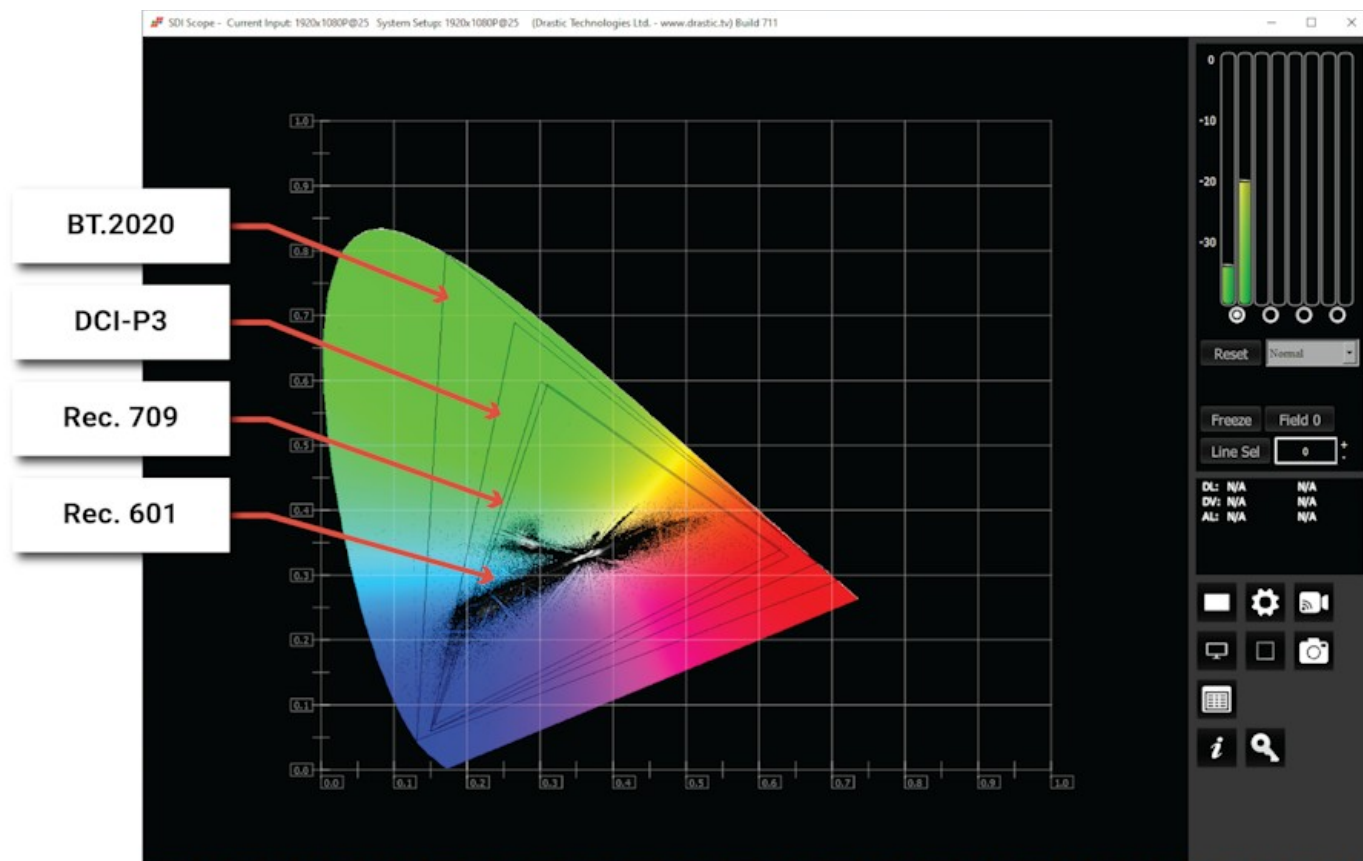 SDI Scope - Current Input: 1920x1080P@25 System Setup: 1920x1080P@25 (Drastic Technologies Ltd. - www.drastic.tv) Build 711
BT.2020
DCI-P3
Rec. 709
Rec. 601
1.0
0.9
0.8
0.7
0.6
0.5
0.4
0.3
0.2
0.1
0.0
0.0 0.1 0.2 0.3 0.4 0.5 0.6 0.7 0.8 0.9 1.0
0
-10
-20
-30
Reset Normal
Freeze Field 0
Line Sel 0 + -
DL: N/A N/A
DV: N/A N/A
AL: N/A N/A
i